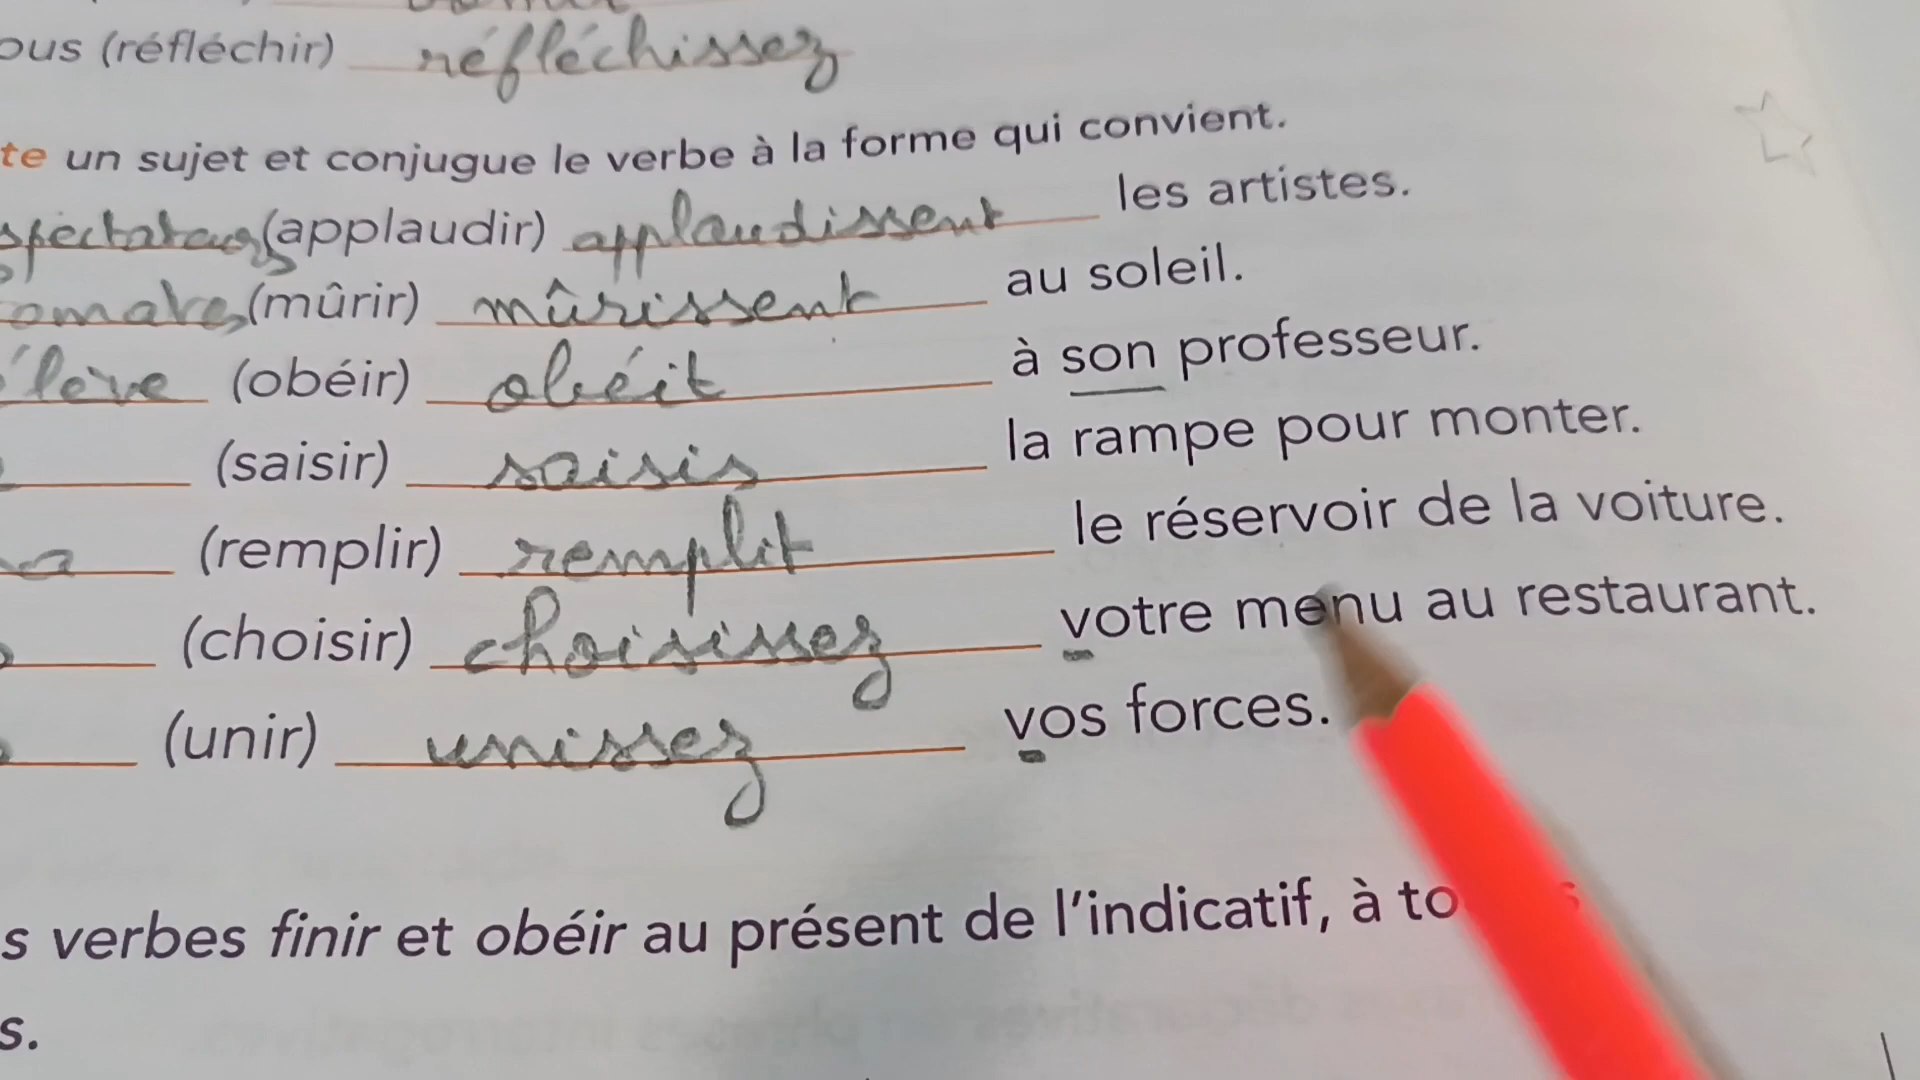 ous (réfléchir) réfléchissez
te un sujet et conjugue le verbe à la forme qui convient.
spectateurs (applaudir) applaudissent les artistes.
omates (mûrir) mûrissent au soleil.
élève (obéir) obéit à son professeur.
(saisir) saisis la rampe pour monter.
(remplir) remplit le réservoir de la voiture.
(choisir) choisissez votre menu au restaurant.
(unir) unissez vos forces.
s verbes finir et obéir au présent de l'indicatif, à to
s.